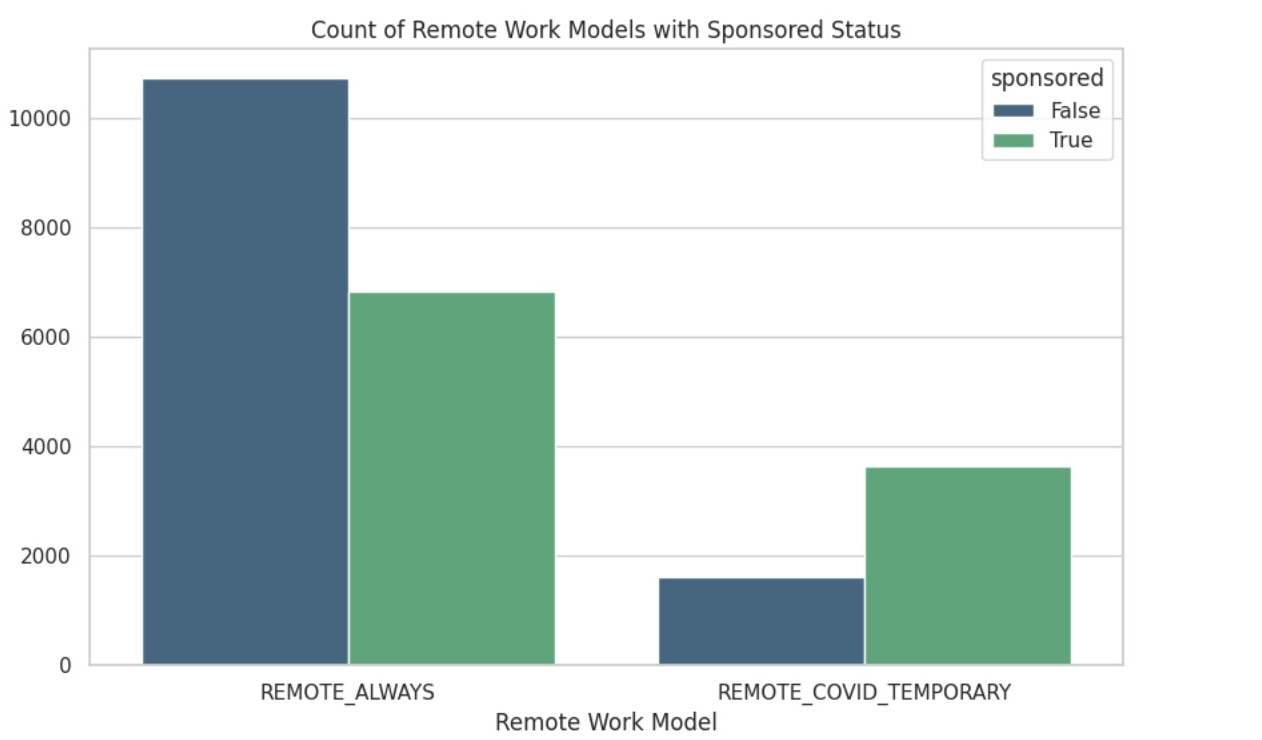 Count of Remote Work Models with Sponsored Status
sponsored
False
True
10000
8000
6000
4000
2000
0
REMOTE_ALWAYS
REMOTE_COVID_TEMPORARY
Remote Work Model